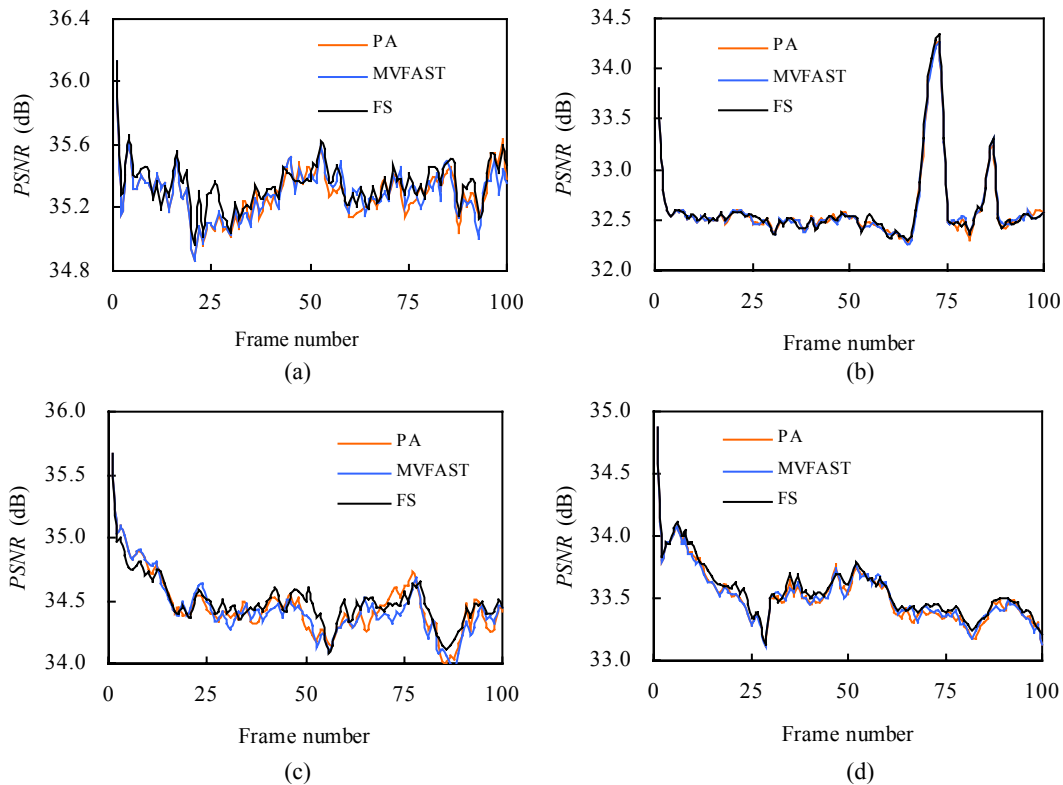 36.4
36.0
35.6
35.2
34.8
PSNR (dB)
PA
MVFAST
FS
0
25
50
75
100
Frame number
(a)
34.5
34.0
33.5
33.0
32.5
32.0
PSNR (dB)
PA
MVFAST
FS
0
25
50
75
100
Frame number
(b)
36.0
35.5
35.0
34.5
34.0
PSNR (dB)
PA
MVFAST
FS
0
25
50
75
100
Frame number
(c)
35.0
34.5
34.0
33.5
33.0
PSNR (dB)
PA
MVFAST
FS
0
25
50
75
100
Frame number
(d)